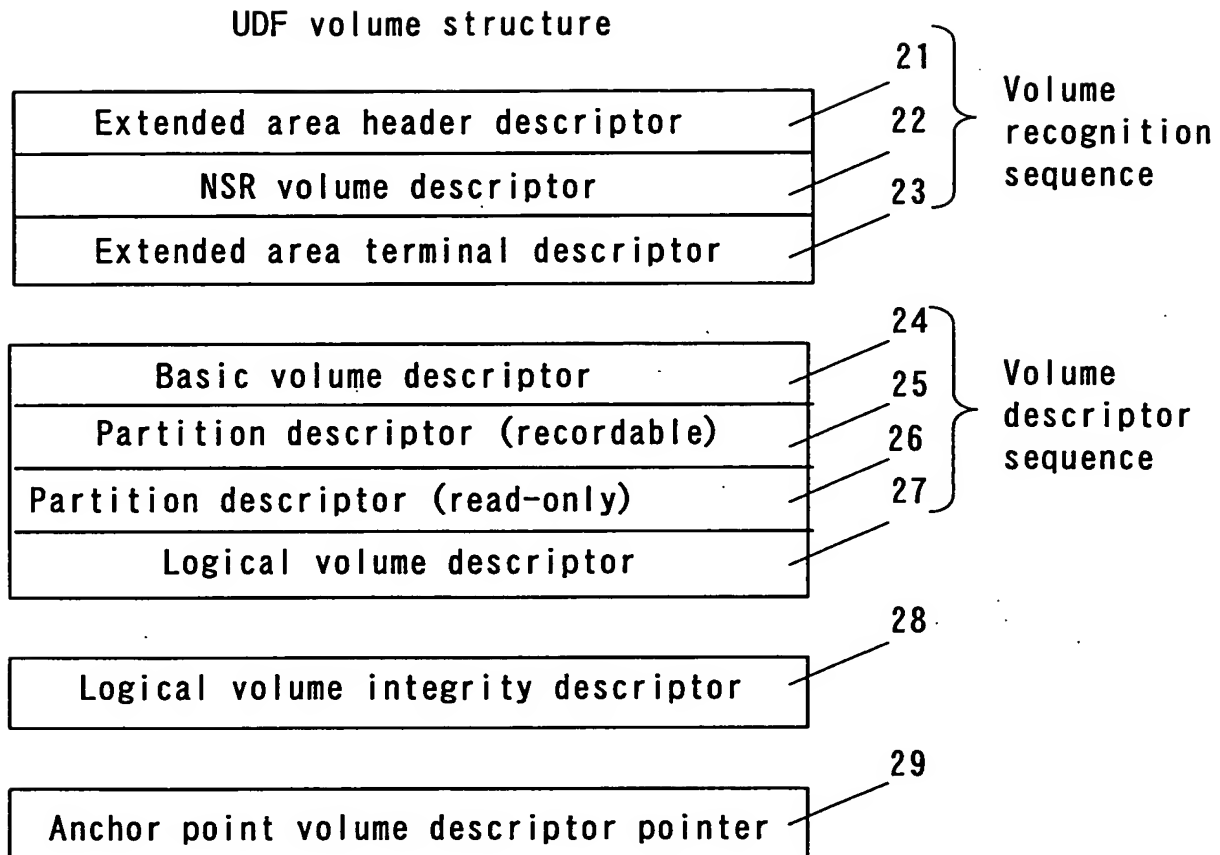 UDF volume structure
21
Extended area header descriptor
22
NSR volume descriptor
23
Extended area terminal descriptor
Volume
recognition
sequence
24
Basic volume descriptor
25
Partition descriptor (recordable)
26
Partition descriptor (read-only)
27
Logical volume descriptor
Volume
descriptor
sequence
28
Logical volume integrity descriptor
29
Anchor point volume descriptor pointer